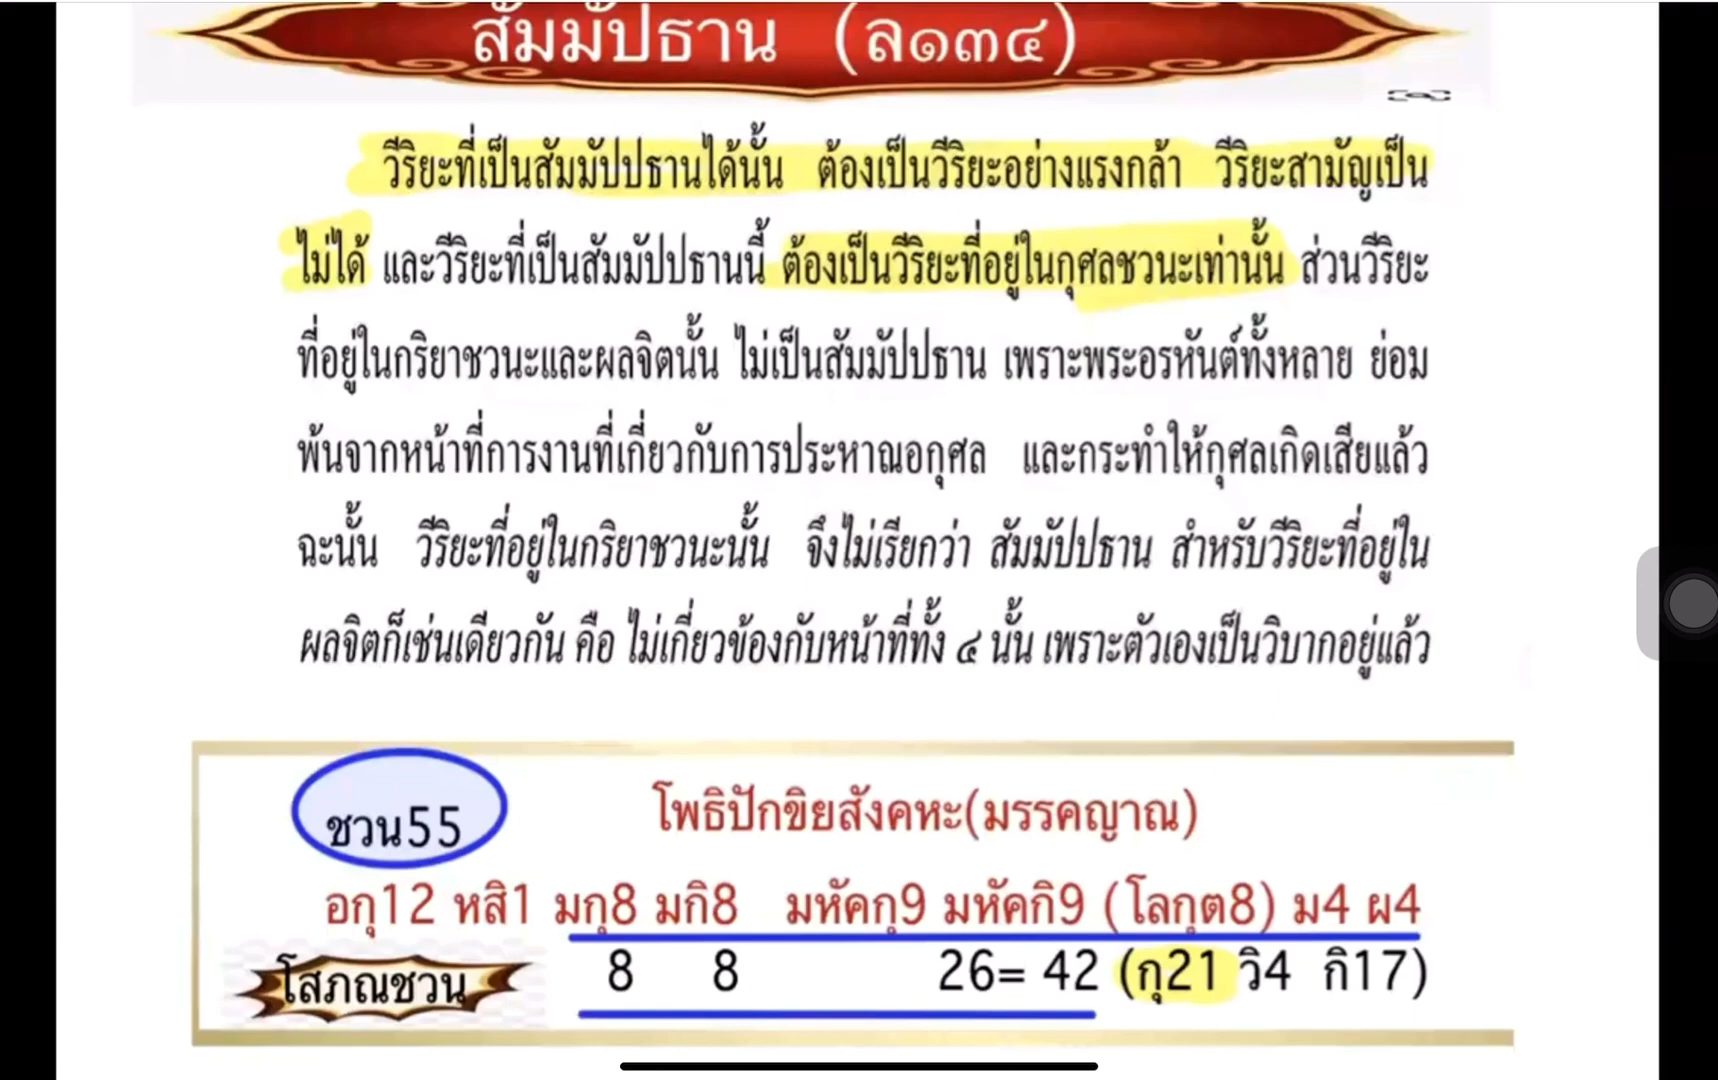 สัมมัปธาน (ล๑๓๔)
วีริยะที่เป็นสัมมัปปธานได้นั้น ต้องเป็นวีริยะอย่างแรงกล้า วีริยะสามัญเป็น
ไม่ได้ และวีริยะที่เป็นสัมมัปปธานนี้ ต้องเป็นวีริยะที่อยู่ในกุศลชวนะเท่านั้น ส่วนวีริยะ
ที่อยู่ในกริยาชวนะและผลจิตนั้น ไม่เป็นสัมมัปปธาน เพราะพระอรหันต์ทั้งหลาย ย่อม
พ้นจากหน้าที่การงานที่เกี่ยวกับการประหาณอกุศล และกระทำให้กุศลเกิดเสียแล้ว
ฉะนั้น วีริยะที่อยู่ในกริยาชวนะนั้น จึงไม่เรียกว่า สัมมัปปธาน สำหรับวีริยะที่อยู่ใน
ผลจิตก็เช่นเดียวกัน คือ ไม่เกี่ยวข้องกับหน้าที่ทั้ง ๔ นั้น เพราะตัวเองเป็นวิบากอยู่แล้ว
ชวน55 โพธิปักขิยสังคหะ(มรรคญาณ)
อกุ12 หสิ1 มกุ8 มกิ8 มหัคกุ9 มหัคกิ9 (โลกุต8) ม4 ผ4
โสภณชวน 8 8 26= 42 (กุ21 วิ4 กิ17)